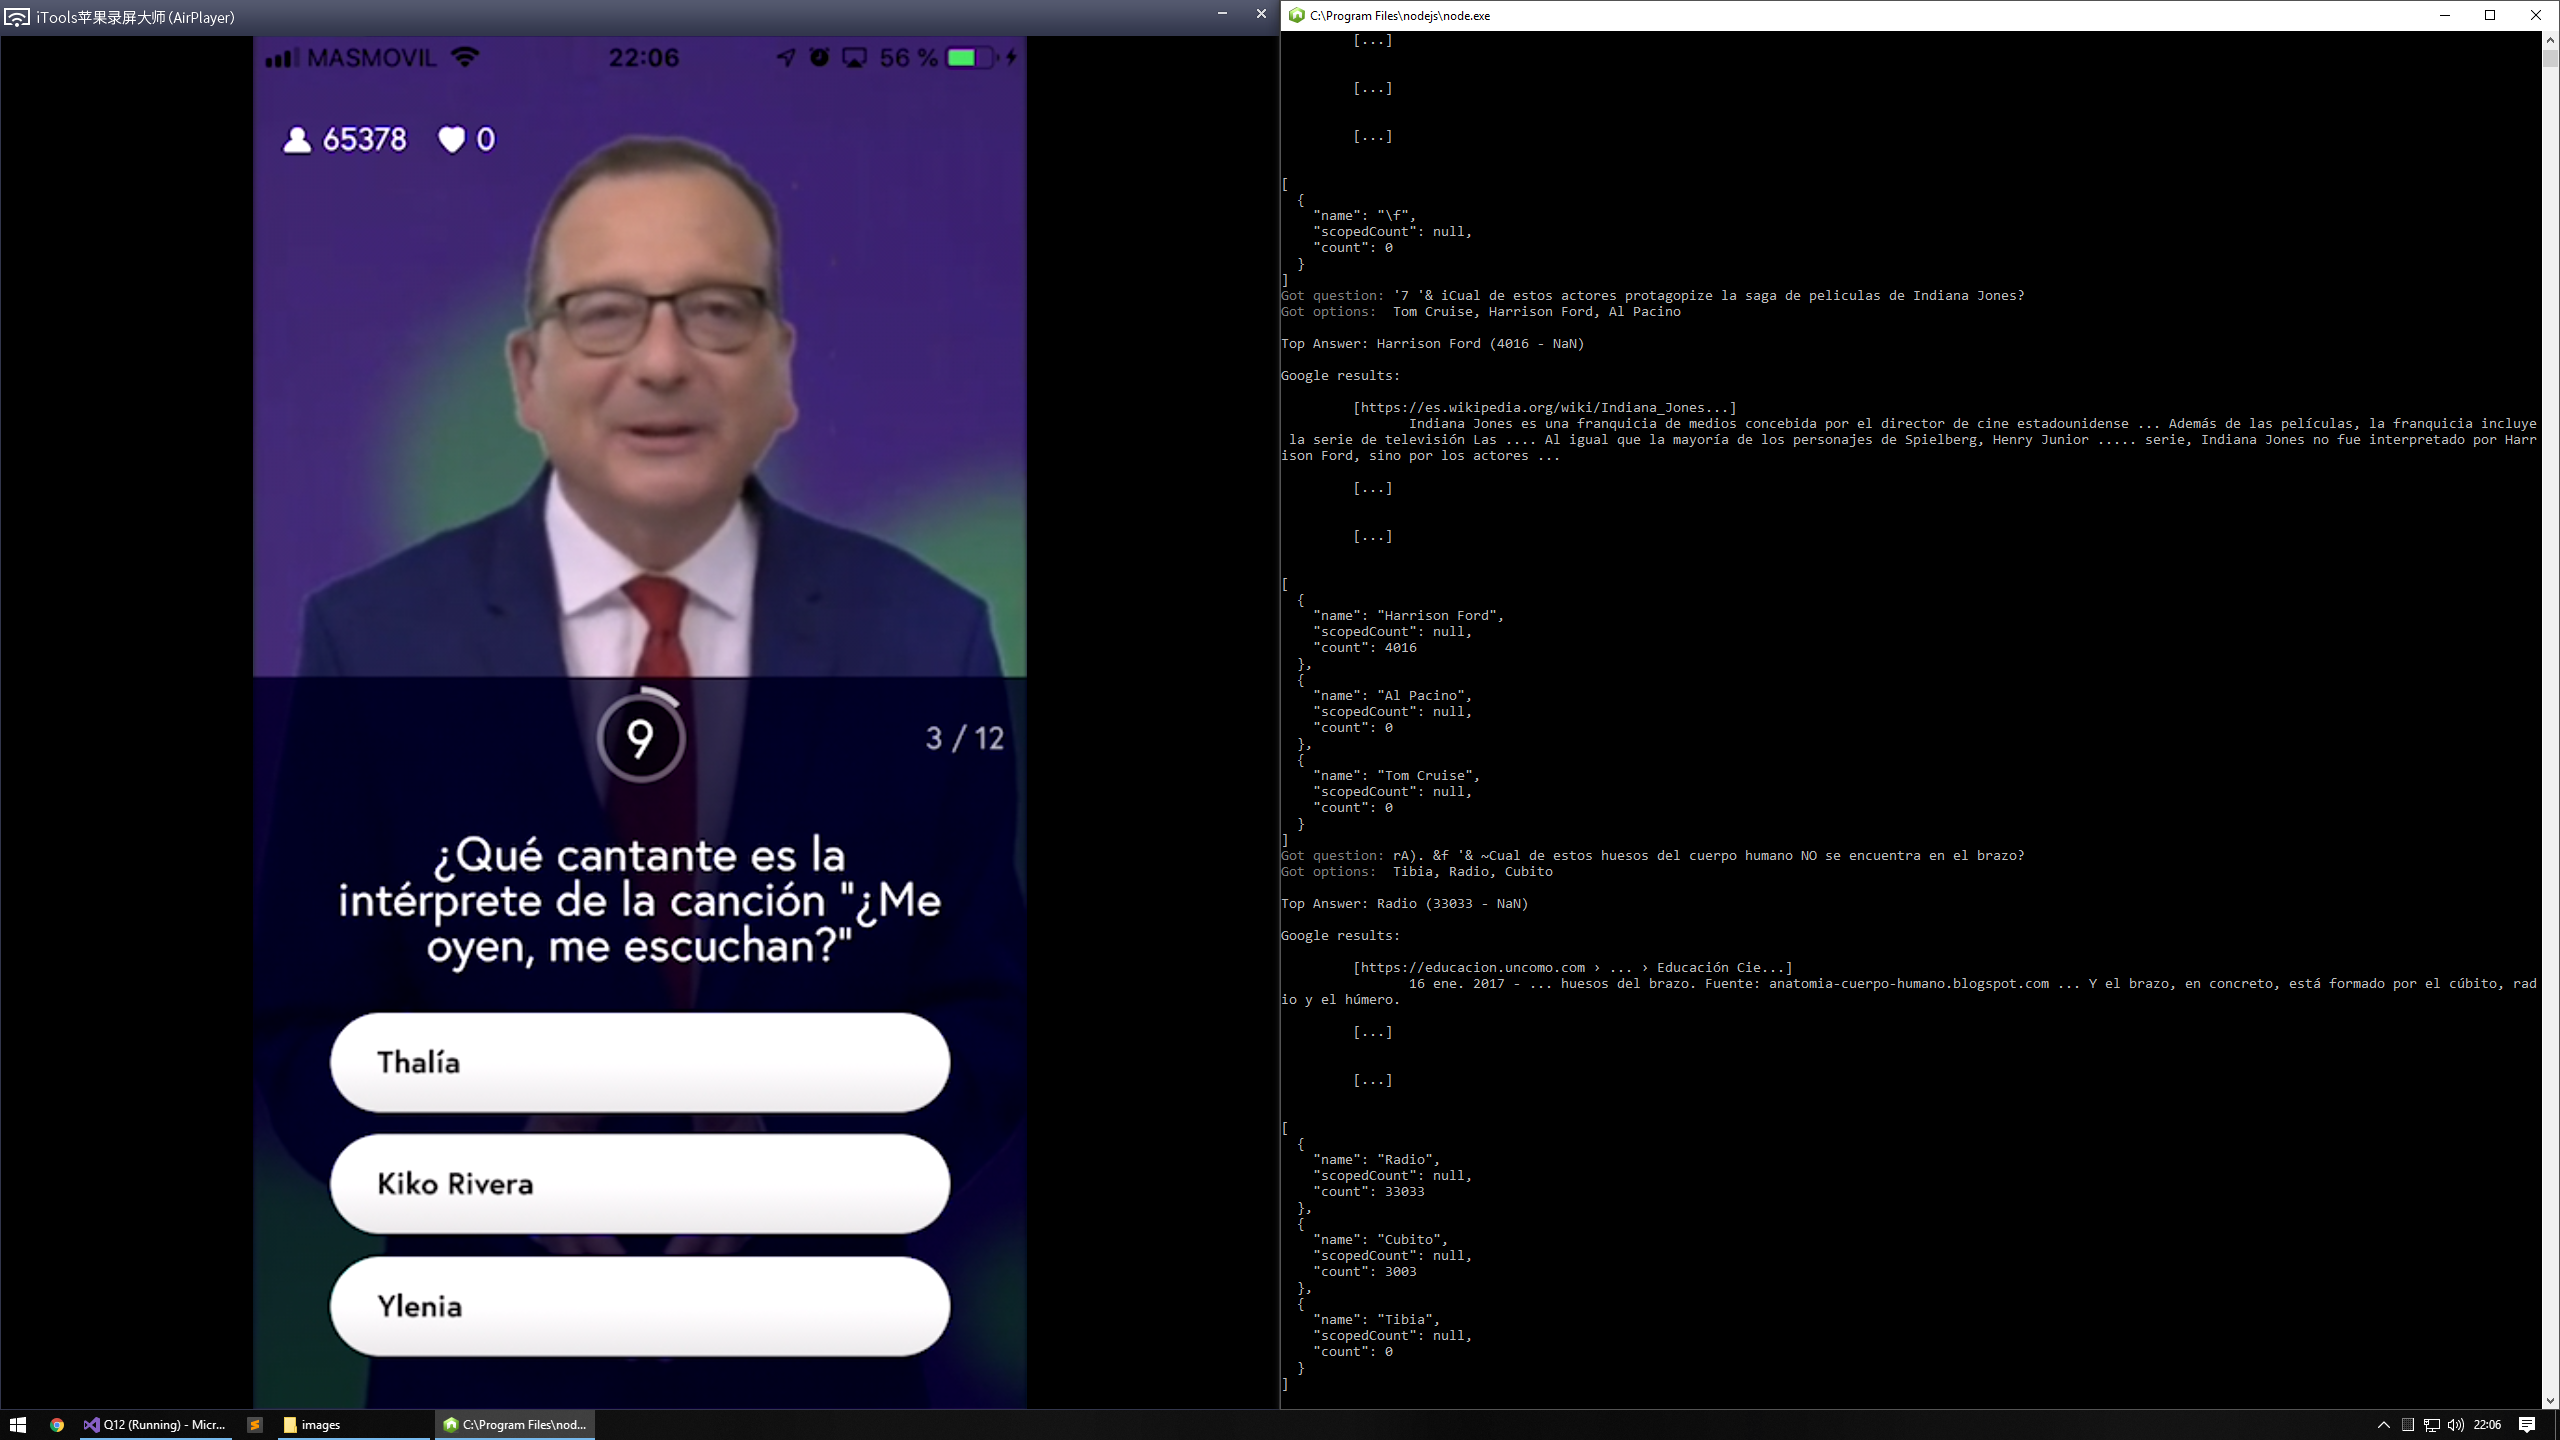 iTools苹果录屏大师(AirPlayer)
MASMOVIL
22:06
56 %
65378
0
9
3 / 12
¿Qué cantante es la
intérprete de la canción "¿Me
oyen, me escuchan?"
Thalía
Kiko Rivera
Ylenia
C:\Program Files\nodejs\node.exe
[...]
[...]
[...]
[
{
"name": "\f",
"scopedCount": null,
"count": 0
}
]
Got question: '7 '& iCual de estos actores protagopize la saga de peliculas de Indiana Jones?
Got options:  Tom Cruise, Harrison Ford, Al Pacino
Top Answer: Harrison Ford (4016 - NaN)
Google results:
[https://es.wikipedia.org/wiki/Indiana_Jones...]
Indiana Jones es una franquicia de medios concebida por el director de cine estadounidense ... Además de las películas, la franquicia incluye
la serie de televisión Las .... Al igual que la mayoría de los personajes de Spielberg, Henry Junior ..... serie, Indiana Jones no fue interpretado por Harr
ison Ford, sino por los actores ...
[...]
[...]
[
{
"name": "Harrison Ford",
"scopedCount": null,
"count": 4016
},
{
"name": "Al Pacino",
"scopedCount": null,
"count": 0
},
{
"name": "Tom Cruise",
"scopedCount": null,
"count": 0
}
]
Got question: rA). &f '& ~Cual de estos huesos del cuerpo humano NO se encuentra en el brazo?
Got options:  Tibia, Radio, Cubito
Top Answer: Radio (33033 - NaN)
Google results:
[https://educacion.uncomo.com › ... › Educación Cie...]
16 ene. 2017 - ... huesos del brazo. Fuente: anatomia-cuerpo-humano.blogspot.com ... Y el brazo, en concreto, está formado por el cúbito, rad
io y el húmero.
[...]
[...]
[
{
"name": "Radio",
"scopedCount": null,
"count": 33033
},
{
"name": "Cubito",
"scopedCount": null,
"count": 3003
},
{
"name": "Tibia",
"scopedCount": null,
"count": 0
}
]
Q12 (Running) - Micr...
images
C:\Program Files\nod...
22:06